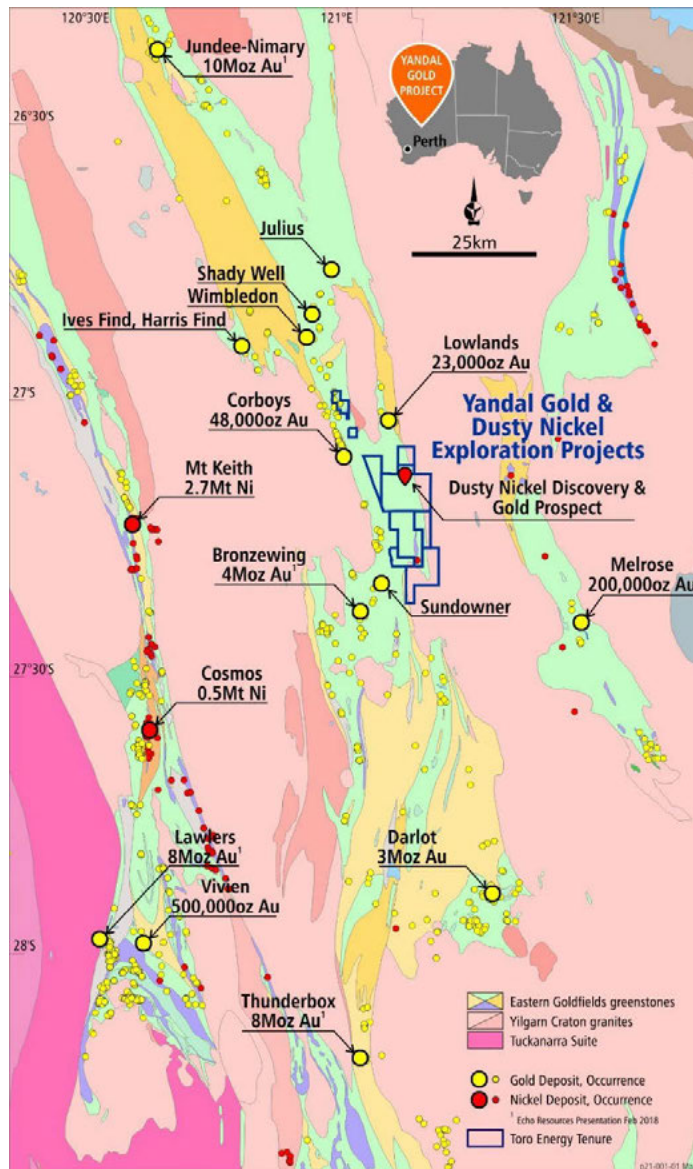 120°30'E
121°E
121°30'E
Jundee-Nimary
10Moz Au¹
YANDAL
GOLD
PROJECT
Perth
26°30'S
25km
Julius
Shady Well
Wimbledon
Ives Find, Harris Find
Lowlands
23,000oz Au
27°S
Corboys
48,000oz Au
Yandal Gold &
Dusty Nickel
Exploration Projects
Mt Keith
2.7Mt Ni
Dusty Nickel Discovery &
Gold Prospect
Bronzewing
4Moz Au¹
Sundowner
Melrose
200,000oz Au
27°30'S
Cosmos
0.5Mt Ni
Lawlers
8Moz Au¹
Vivien
500,000oz Au
Darlot
3Moz Au
28°S
Thunderbox
8Moz Au¹
Eastern Goldfields greenstones
Yilgarn Craton granites
Tuckanarra Suite
Gold Deposit, Occurrence
Nickel Deposit, Occurrence
¹ Echo Resources Presentation Feb 2018
Toro Energy Tenure